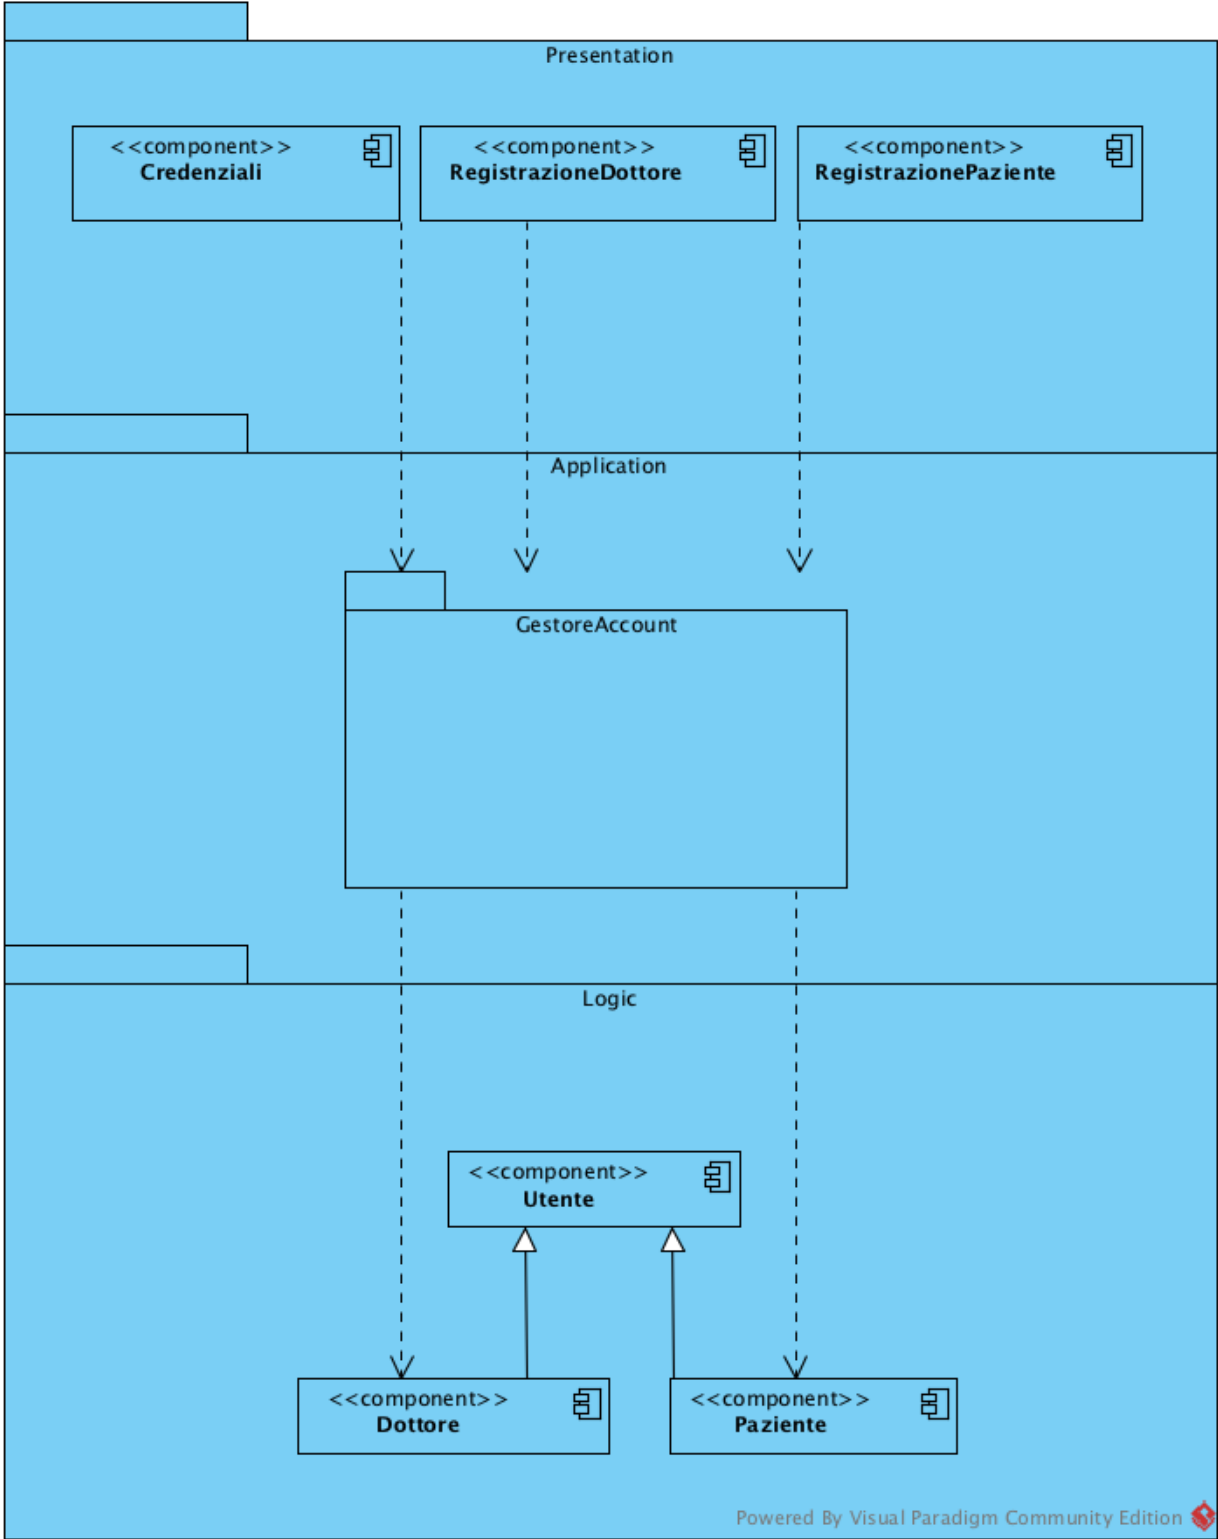 Presentation
<<component>>
Credenziali
<<component>>
RegistrazioneDottore
<<component>>
RegistrazionePaziente
Application
GestoreAccount
Logic
<<component>>
Utente
<<component>>
Dottore
<<component>>
Paziente
Powered By Visual Paradigm Community Edition